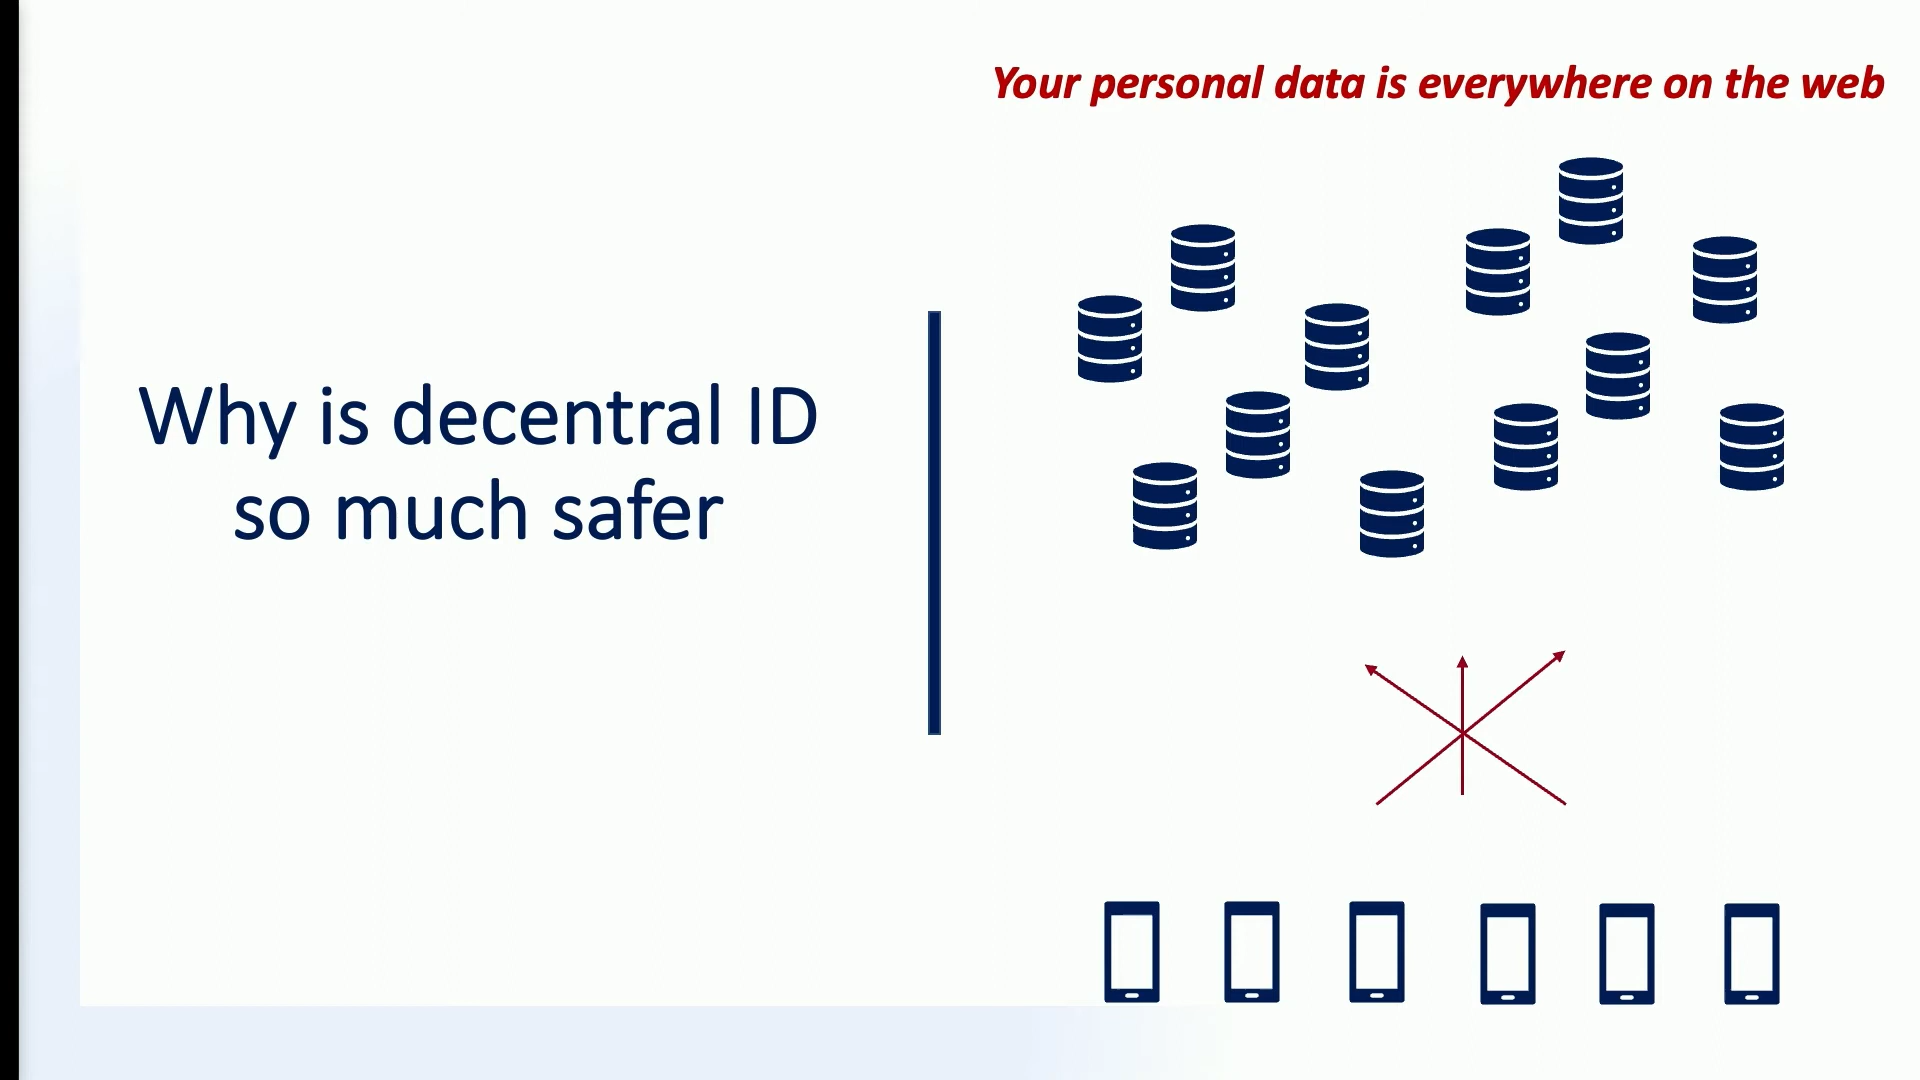 Your personal data is everywhere on the web
Why is decentral ID
so much safer